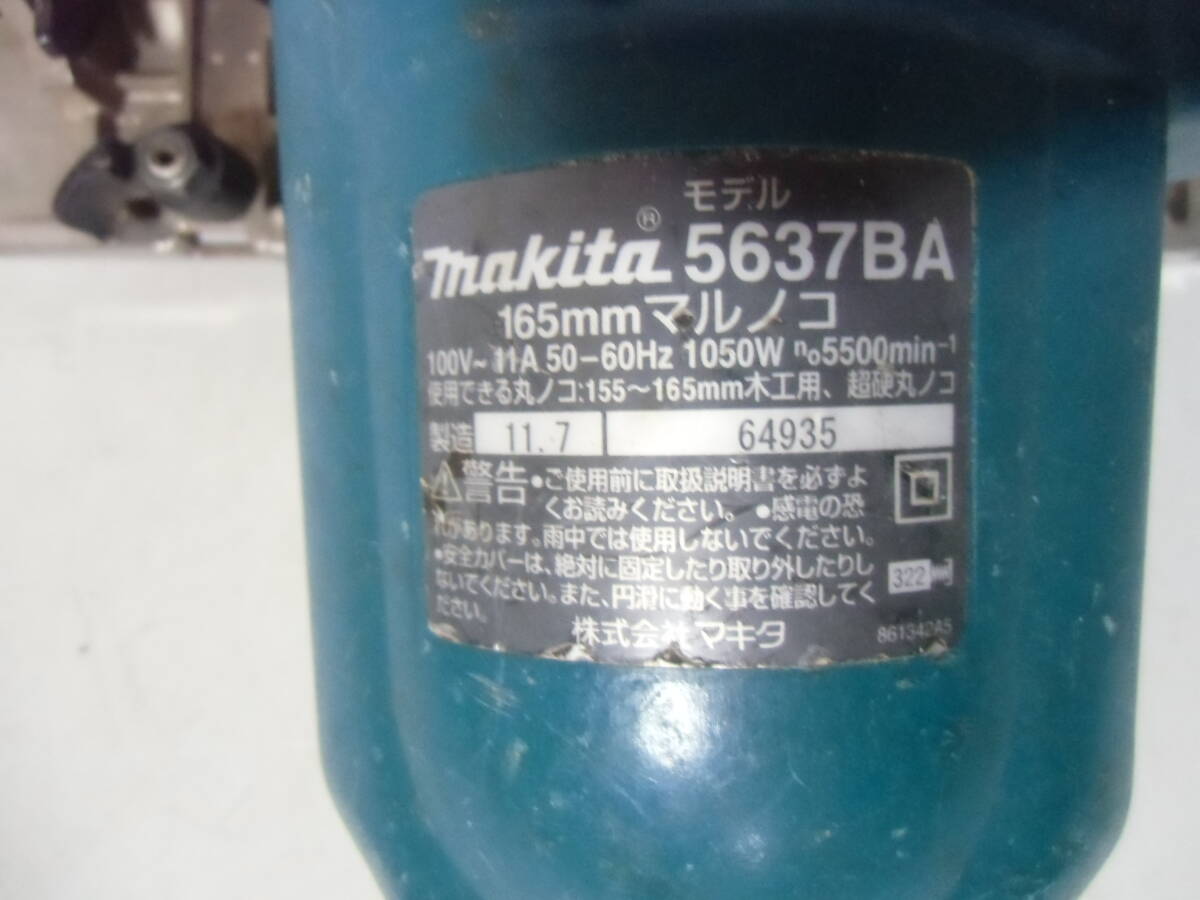 モデル
makita® 5637BA
165mmマルノコ
100V~ 11A 50-60Hz 1050W n₀5500min⁻¹
使用できる丸ノコ:155~165mm木工用、超硬丸ノコ
製造 11.7 64935
⚠警告 •ご使用前に取扱説明書を必ずよ
くお読みください。 •感電の恐
れがあります。雨中では使用しないでください。
•安全カバーは、絶対に固定したり取り外したりし
ないでください。また、円滑に動く事を確認してく
ださい。
322
株式会社 マキタ
861342A5